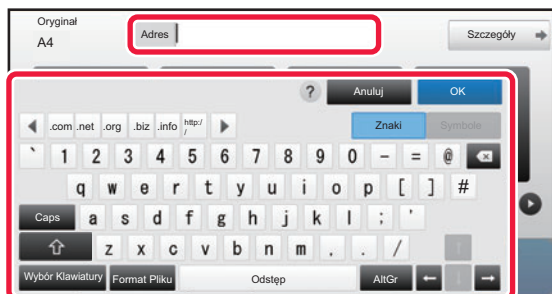 Oryginał
A4
Adres
Szczegóły
? Anuluj OK
.com .net .org .biz .info http:/
/
Znaki Symbole
` 1 2 3 4 5 6 7 8 9 0 - = @
q w e r t y u i o p [ ] #
Caps a s d f g h j k l ; '
z x c v b n m , . /
Wybór Klawiatury Format Pliku Odstęp AltGr